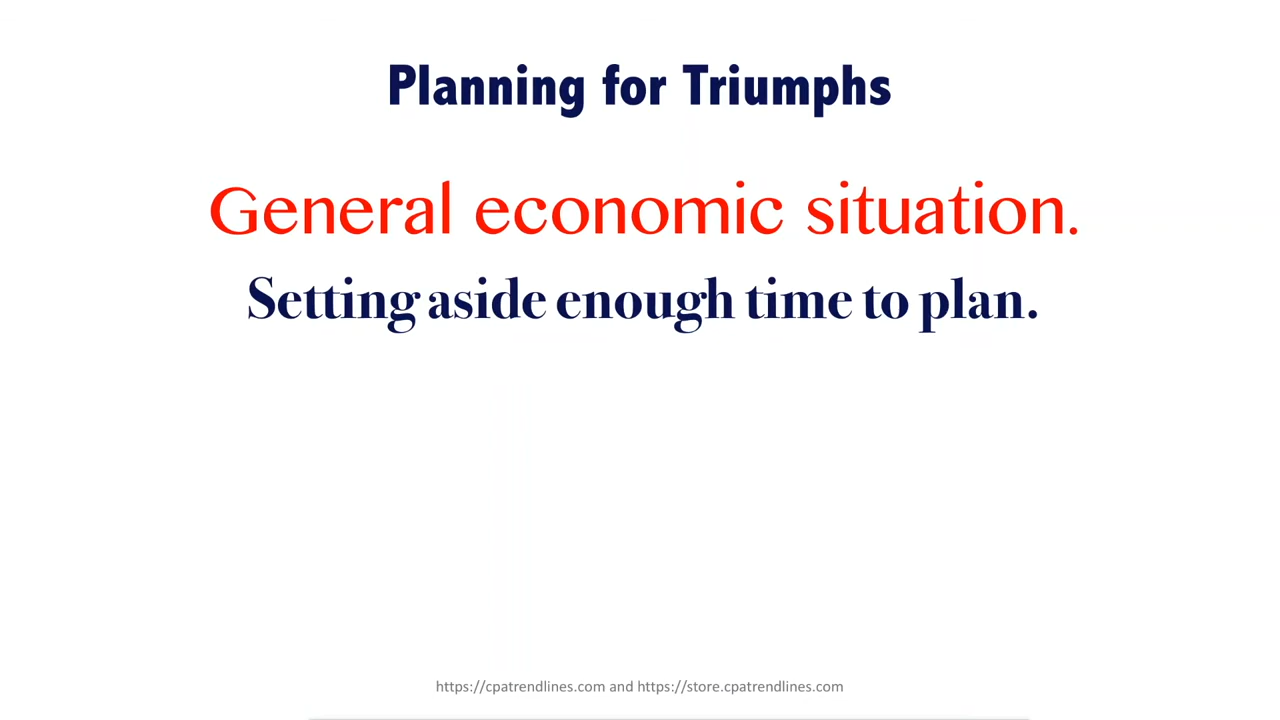 Planning for Triumphs
General economic situation.
Setting aside enough time to plan.
https://cpatrendlines.com and https://store.cpatrendlines.com